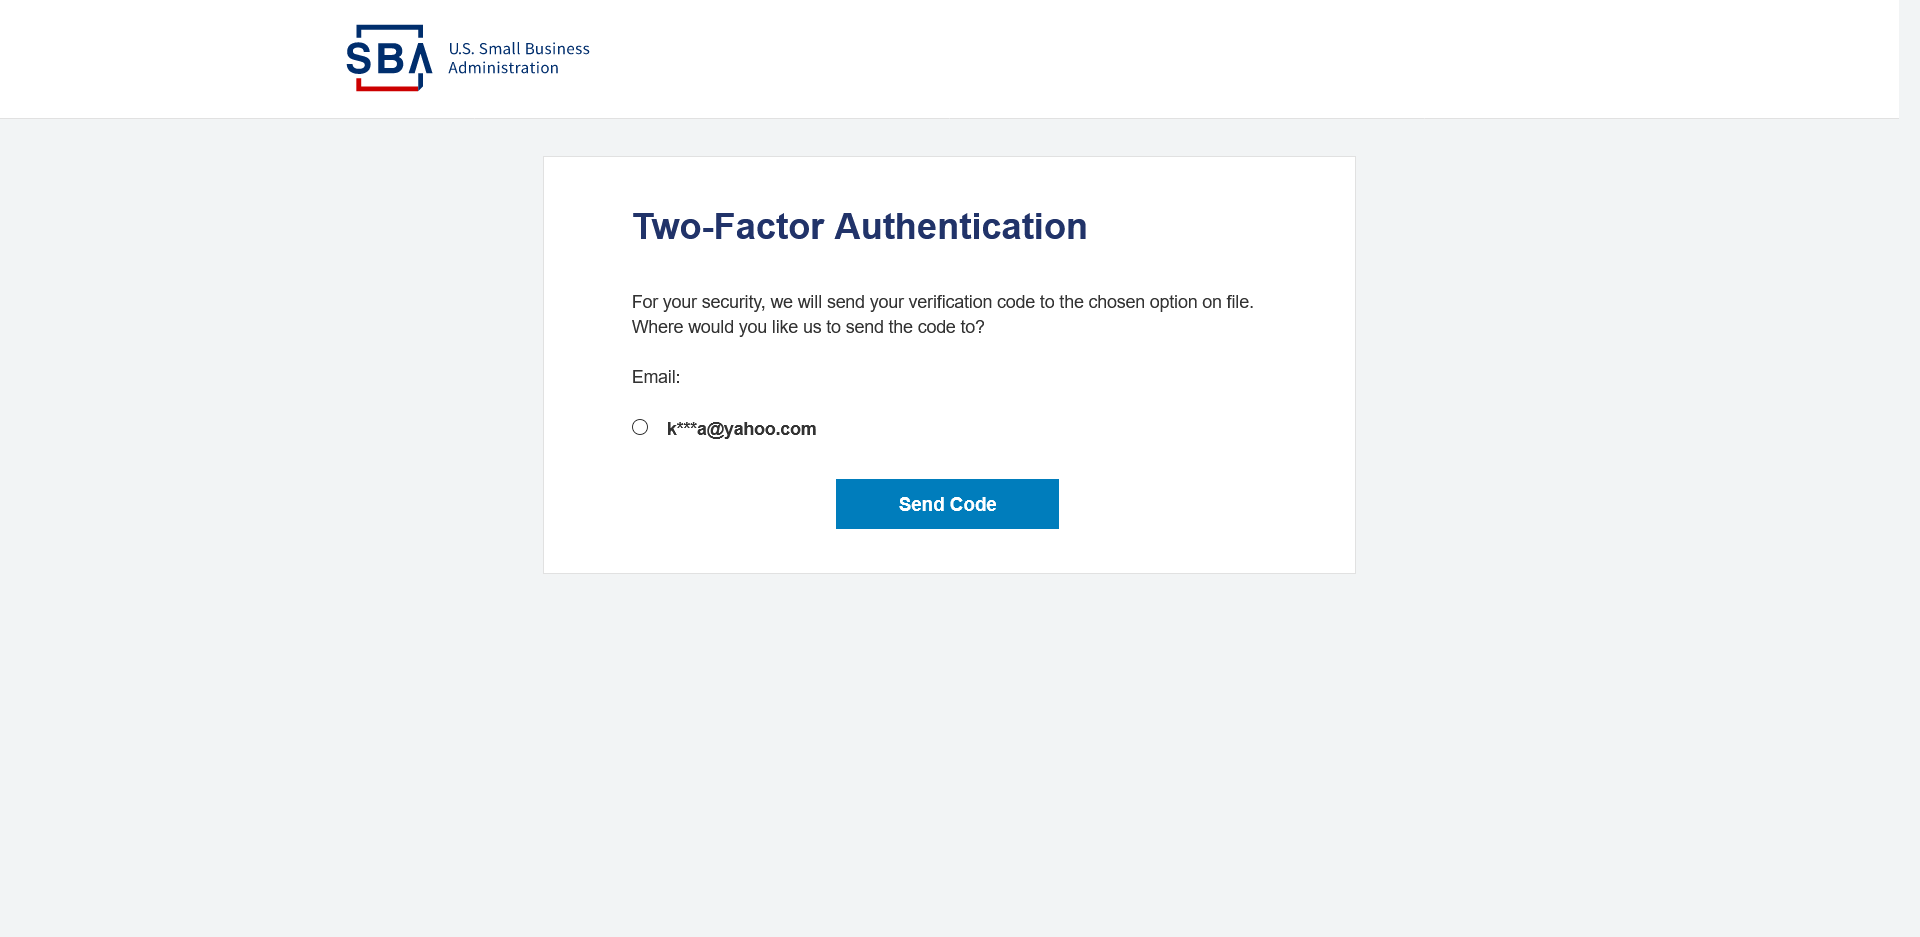 SBA U.S. Small Business
Administration
Two-Factor Authentication
For your security, we will send your verification code to the chosen option on file.
Where would you like us to send the code to?
Email:
k***a@yahoo.com
Send Code